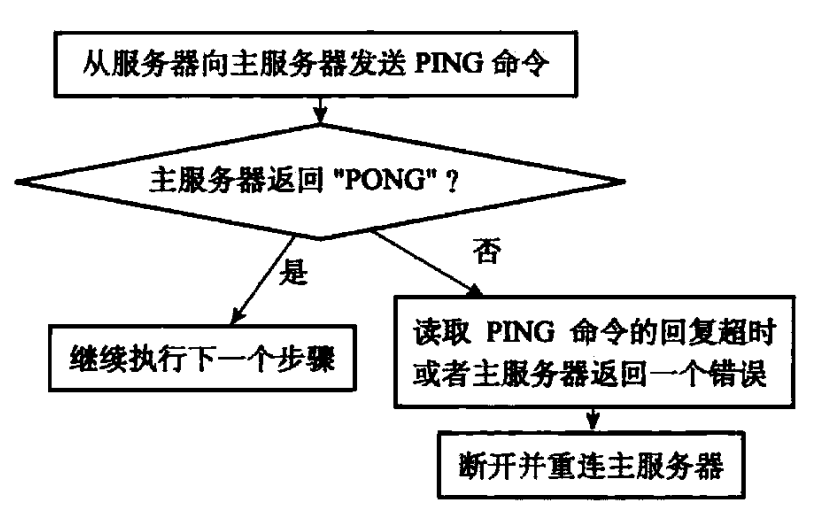 从服务器向主服务器发送 PING 命令
主服务器返回 "PONG" ?
是
否
继续执行下一个步骤
读取 PING 命令的回复超时
或者主服务器返回一个错误
断开并重连主服务器